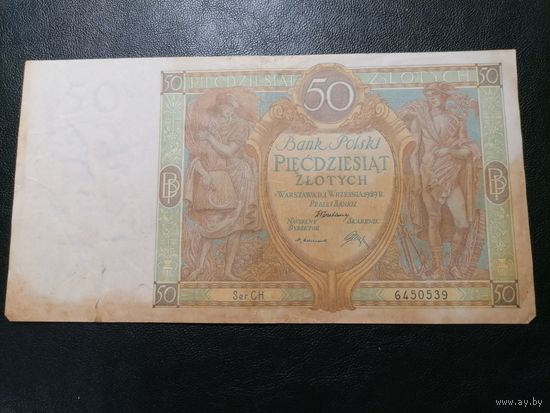 50 PIĘĆDZIESIĄT 50 ZŁOTYCH 50
Bank Polski
PIĘĆDZIESIĄT
ZŁOTYCH
WARSZAWA D. 1 WRZEŚNIA 1929 R.
PREZES BANKU
NACZELNY SKARBNIK
DYREKTOR
BP BP
Ser. CH. 6450539
50 50
www.ay.by